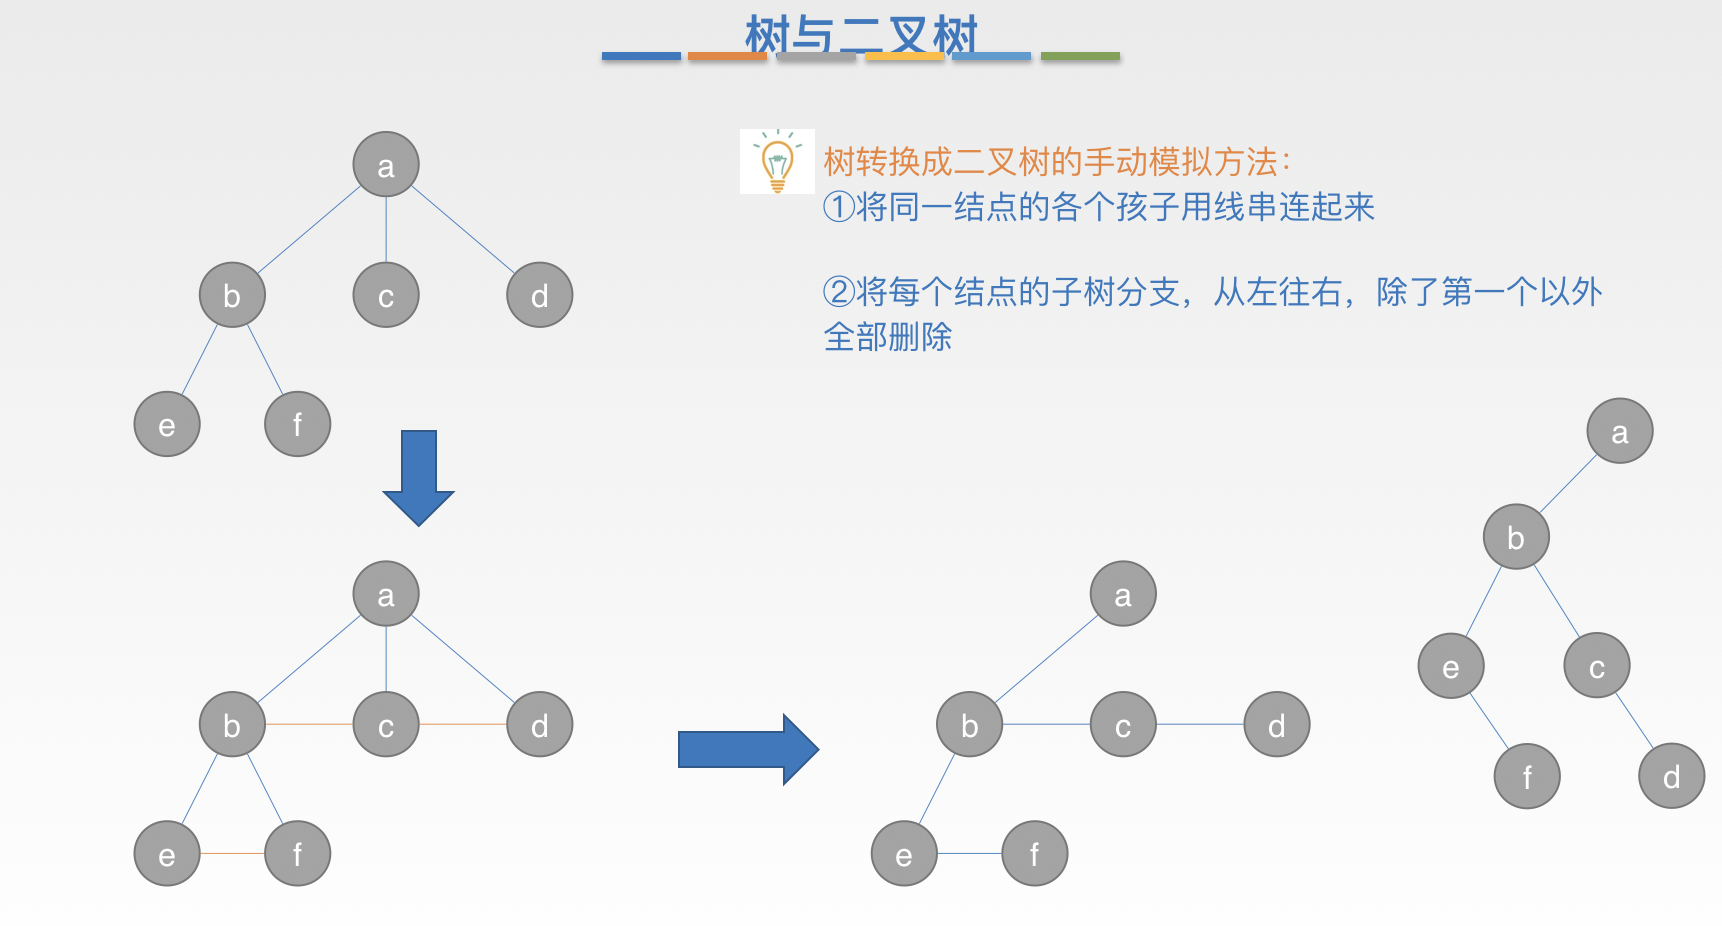 树与二叉树
树转换成二叉树的手动模拟方法：
①将同一结点的各个孩子用线串连起来
②将每个结点的子树分支，从左往右，除了第一个以外
全部删除
a
b
c
d
e
f
a
b
c
d
e
f
a
b
c
d
e
f
a
b
e
c
f
d